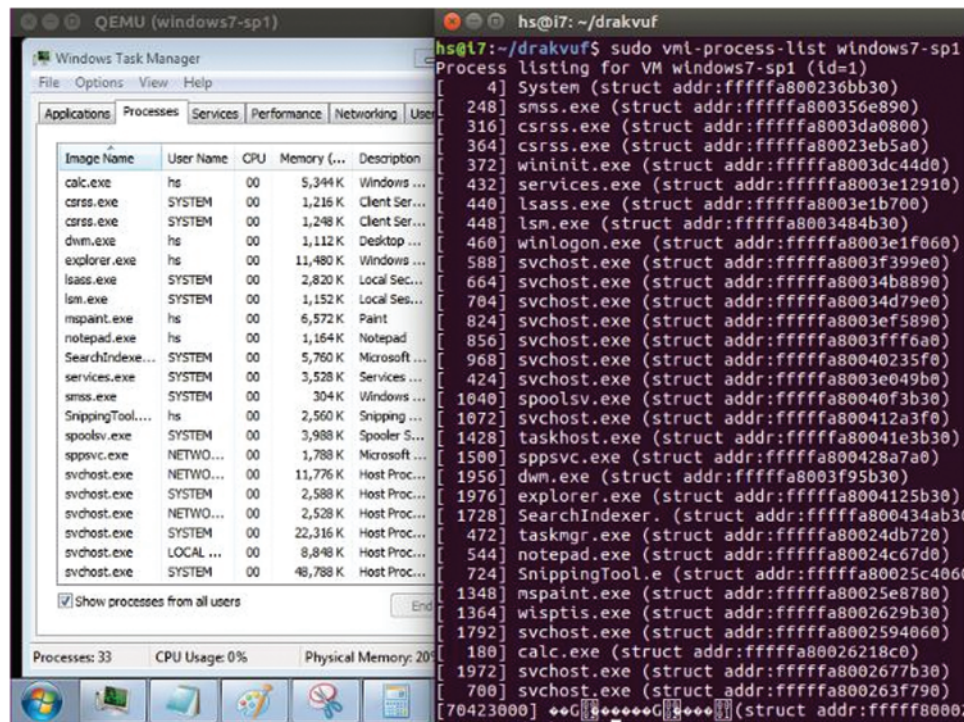 QEMU (windows7-sp1)
Windows Task Manager
File Options View Help
Applications Processes Services Performance Networking User
Image Name User Name CPU Memory (... Description
calc.exe hs 00 5,344 K Windows ...
csrss.exe SYSTEM 00 1,216 K Client Ser...
csrss.exe SYSTEM 00 1,248 K Client Ser...
dwm.exe hs 00 1,112 K Desktop ...
explorer.exe hs 00 11,480 K Windows ...
lsass.exe SYSTEM 00 2,820 K Local Sec...
lsm.exe SYSTEM 00 1,152 K Local Ses...
mspaint.exe hs 00 6,572 K Paint
notepad.exe hs 00 1,164 K Notepad
SearchIndexe... SYSTEM 00 5,760 K Microsoft ...
services.exe SYSTEM 00 3,528 K Services ...
smss.exe SYSTEM 00 304 K Windows ...
SnippingTool.... hs 00 2,560 K Snipping ...
spoolsv.exe SYSTEM 00 3,988 K Spooler S...
sppsvc.exe NETWO... 00 1,788 K Microsoft ...
svchost.exe NETWO... 00 11,776 K Host Proc...
svchost.exe SYSTEM 00 2,588 K Host Proc...
svchost.exe NETWO... 00 2,528 K Host Proc...
svchost.exe SYSTEM 00 22,316 K Host Proc...
svchost.exe LOCAL ... 00 8,848 K Host Proc...
svchost.exe SYSTEM 00 48,788 K Host Proc...
Show processes from all users
End
Processes: 33 CPU Usage: 0% Physical Memory: 20%
hs@i7: ~/drakvuf
hs@i7:~/drakvuf$ sudo vmi-process-list windows7-sp1
Process listing for VM windows7-sp1 (id=1)
[ 4] System (struct addr:fffffa800236bb30)
[ 248] smss.exe (struct addr:fffffa800356e890)
[ 316] csrss.exe (struct addr:fffffa8003da0800)
[ 364] csrss.exe (struct addr:fffffa80023eb5a0)
[ 372] wininit.exe (struct addr:fffffa8003dc44d0)
[ 432] services.exe (struct addr:fffffa8003e12910)
[ 440] lsass.exe (struct addr:fffffa8003e1b700)
[ 448] lsm.exe (struct addr:fffffa8003484b30)
[ 460] winlogon.exe (struct addr:fffffa8003e1f060)
[ 588] svchost.exe (struct addr:fffffa8003f399e0)
[ 664] svchost.exe (struct addr:fffffa80034b8890)
[ 704] svchost.exe (struct addr:fffffa80034d79e0)
[ 824] svchost.exe (struct addr:fffffa8003ef5890)
[ 856] svchost.exe (struct addr:fffffa8003fff6a0)
[ 968] svchost.exe (struct addr:fffffa80040235f0)
[ 424] svchost.exe (struct addr:fffffa8003e049b0)
[ 1040] spoolsv.exe (struct addr:fffffa80040f3b30)
[ 1072] svchost.exe (struct addr:fffffa800412a3f0)
[ 1428] taskhost.exe (struct addr:fffffa80041e3b30)
[ 1500] sppsvc.exe (struct addr:fffffa800428a7a0)
[ 1956] dwm.exe (struct addr:fffffa8003f95b30)
[ 1976] explorer.exe (struct addr:fffffa8004125b30)
[ 1728] SearchIndexer. (struct addr:fffffa800434ab30
[ 472] taskmgr.exe (struct addr:fffffa80024db720)
[ 544] notepad.exe (struct addr:fffffa80024c67d0)
[ 724] SnippingTool.e (struct addr:fffffa80025c4060
[ 1348] mspaint.exe (struct addr:fffffa80025e8780)
[ 1364] wisptis.exe (struct addr:fffffa8002629b30)
[ 1792] svchost.exe (struct addr:fffffa8002594060)
[ 180] calc.exe (struct addr:fffffa80026218c0)
[ 1972] svchost.exe (struct addr:fffffa8002677b30)
[ 700] svchost.exe (struct addr:fffffa800263f790)
[70423000] (struct addr:fffff8000